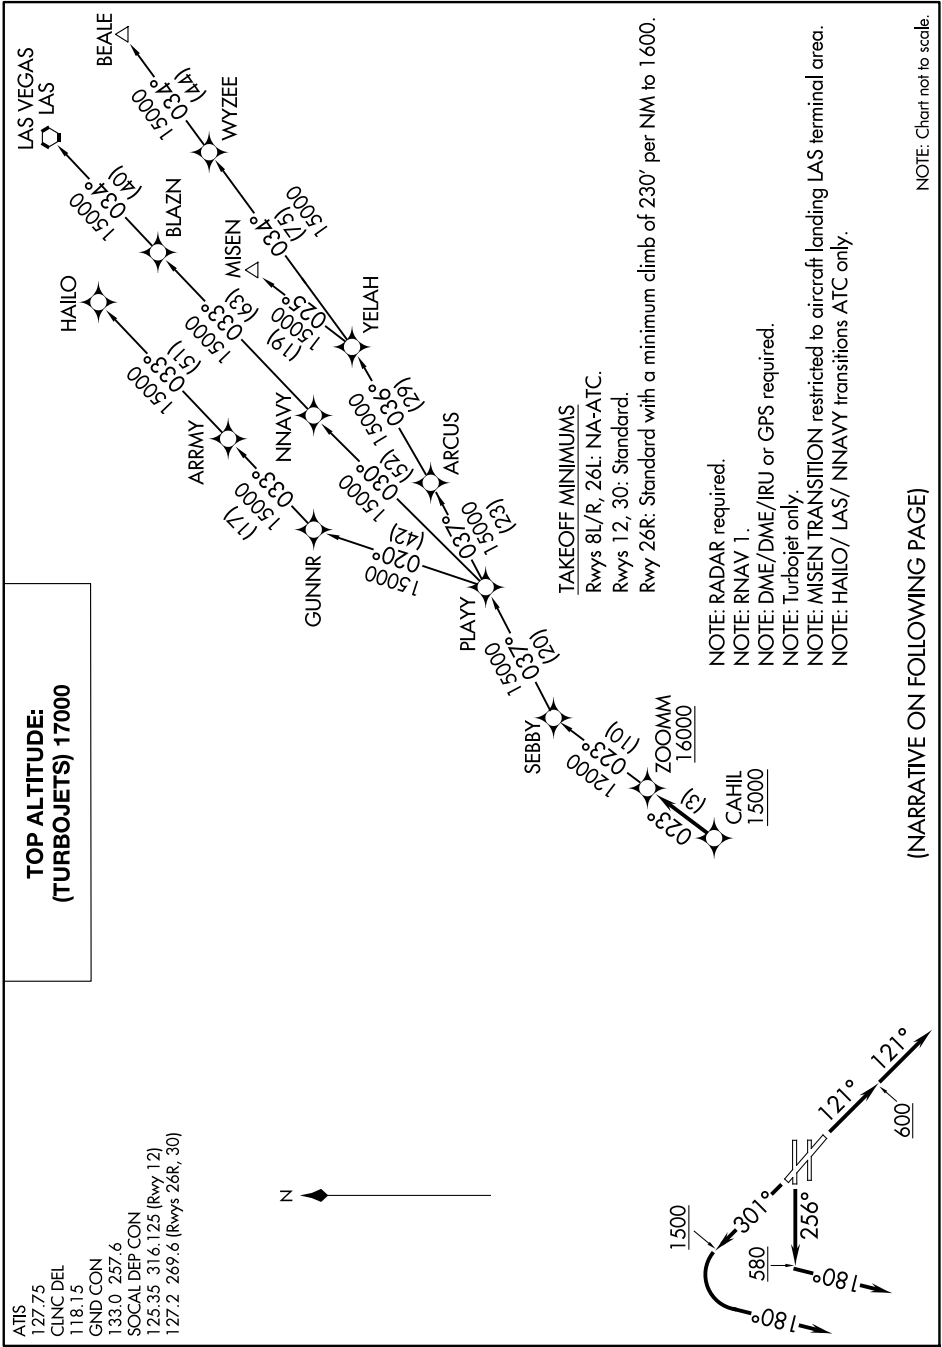 ATIS
127.75
CLNC DEL
118.15
GND CON
133.0 257.6
SOCAL DEP CON
125.35 316.125 (Rwy 12)
127.2 269.6 (Rwys 26R, 30)
TOP ALTITUDE:
(TURBOJETS) 17000
N
LAS VEGAS
LAS
BEALE
15000
034°
(40)
15000
034°
(44)
HAILO
BLAZN
WYZEE
15000
033°
(51)
15000
033°
(63)
MISEN
034°
(75)
15000
(19)
15000
025°
ARRMY
NNAVY
YELAH
(17)
15000
033°
15000
030°
(52)
15000
036°
(29)
GUNNR
ARCUS
15000
020°
(42)
037°
15000
(23)
PLAYY
15000
037°
(20)
SEBBY
12000
023°
(10)
ZOOMM
16000
023°
(3)
CAHIL
15000
TAKEOFF MINIMUMS
Rwys 8L/R, 26L: NA-ATC.
Rwys 12, 30: Standard.
Rwy 26R: Standard with a minimum climb of 230' per NM to 1600.
NOTE: RADAR required.
NOTE: RNAV 1.
NOTE: DME/DME/IRU or GPS required.
NOTE: Turbojet only.
NOTE: MISEN TRANSITION restricted to aircraft landing LAS terminal area.
NOTE: HAILO/ LAS/ NNAVY transitions ATC only.
1500
301°
180°
580
256°
180°
121°
600
121°
(NARRATIVE ON FOLLOWING PAGE)
NOTE: Chart not to scale.